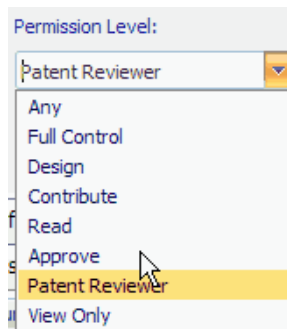 Permission Level:
Patent Reviewer
Any
Full Control
Design
Contribute
Read
Approve
Patent Reviewer
View Only